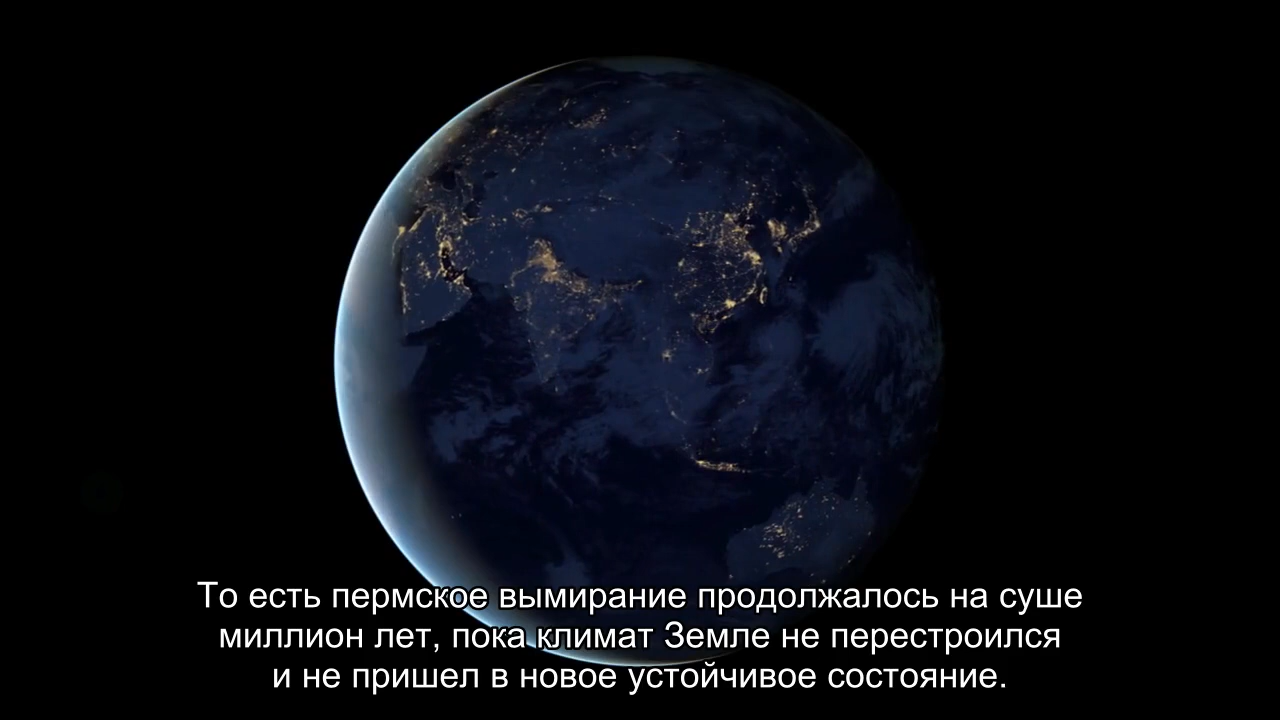 То есть пермское вымирание продолжалось на суше
миллион лет, пока климат Земле не перестроился
и не пришел в новое устойчивое состояние.